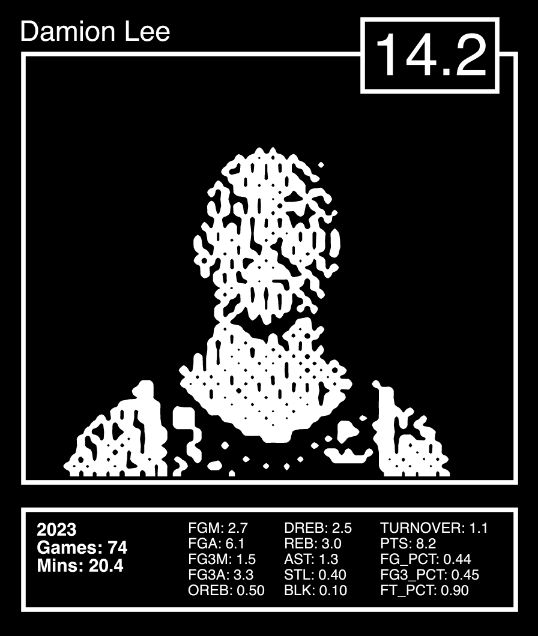 Damion Lee
14.2
2023
Games: 74
Mins: 20.4
FGM: 2.7
FGA: 6.1
FG3M: 1.5
FG3A: 3.3
OREB: 0.50
DREB: 2.5
REB: 3.0
AST: 1.3
STL: 0.40
BLK: 0.10
TURNOVER: 1.1
PTS: 8.2
FG_PCT: 0.44
FG3_PCT: 0.45
FT_PCT: 0.90